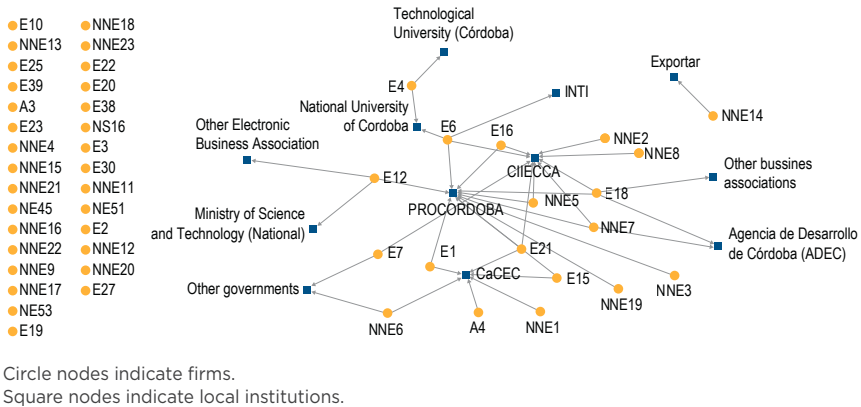 E10
NNE13
E25
E39
A3
E23
NNE4
NNE15
NNE21
NE45
NNE16
NNE22
NNE9
NNE17
NE53
E19
NNE18
NNE23
E22
E20
E38
NS16
E3
E30
NNE11
NE51
E2
NNE12
NNE20
E27
Technological
University (Córdoba)
Exportar
E4
INTI
National University
of Cordoba
NNE14
Other Electronic
Business Association
E6
E16
NNE2
NNE8
CIIECCA
Other bussines
associations
E12
E18
PROCORDOBA
NNE5
Ministry of Science
and Technology (National)
NNE7
Agencia de Desarrollo
de Córdoba (ADEC)
E7
E1
E21
CaCEC
E15
Other governments
NNE19
NNE3
NNE6
A4
NNE1
Circle nodes indicate firms.
Square nodes indicate local institutions.